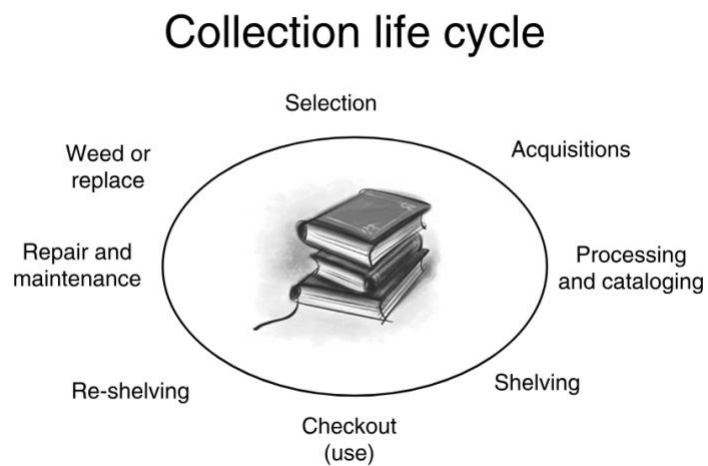 Collection life cycle
Selection
Acquisitions
Processing
and cataloging
Shelving
Checkout
(use)
Re-shelving
Repair and
maintenance
Weed or
replace